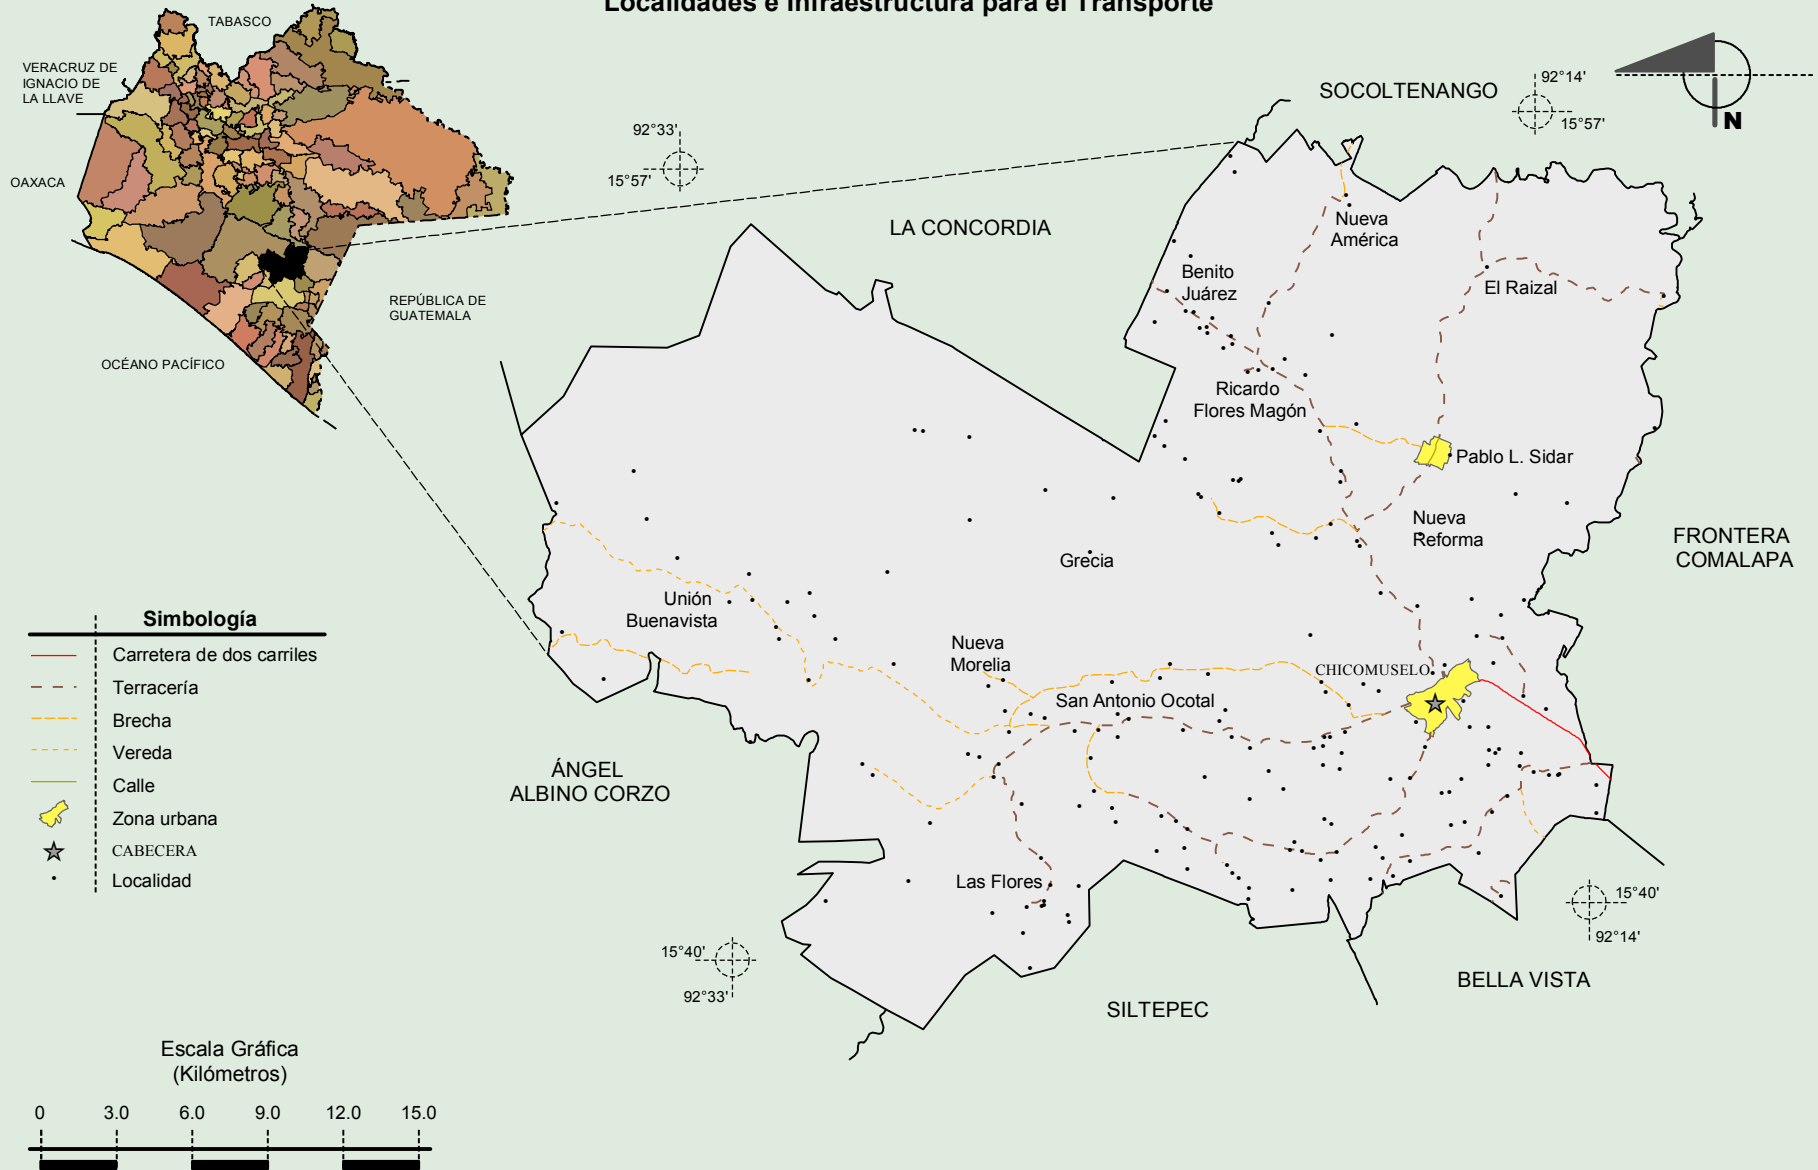 Localidades e Infraestructura para el Transporte
TABASCO
VERACRUZ DE
IGNACIO DE
LA LLAVE
OAXACA
REPÚBLICA DE
GUATEMALA
OCÉANO PACÍFICO
92°33'
15°57'
SOCOLTENANGO
92°14'
15°57'
N
LA CONCORDIA
Nueva
América
Benito
Juárez
El Raizal
Ricardo
Flores Magón
Pablo L. Sidar
Nueva
Reforma
FRONTERA
COMALAPA
Grecia
Unión
Buenavista
Nueva
Morelia
CHICOMUSELO
San Antonio Ocotal
ÁNGEL
ALBINO CORZO
Las Flores
15°40'
92°14'
15°40'
92°33'
BELLA VISTA
SILTEPEC
Simbología
Carretera de dos carriles
Terracería
Brecha
Vereda
Calle
Zona urbana
CABECERA
Localidad
Escala Gráfica
(Kilómetros)
0 3.0 6.0 9.0 12.0 15.0